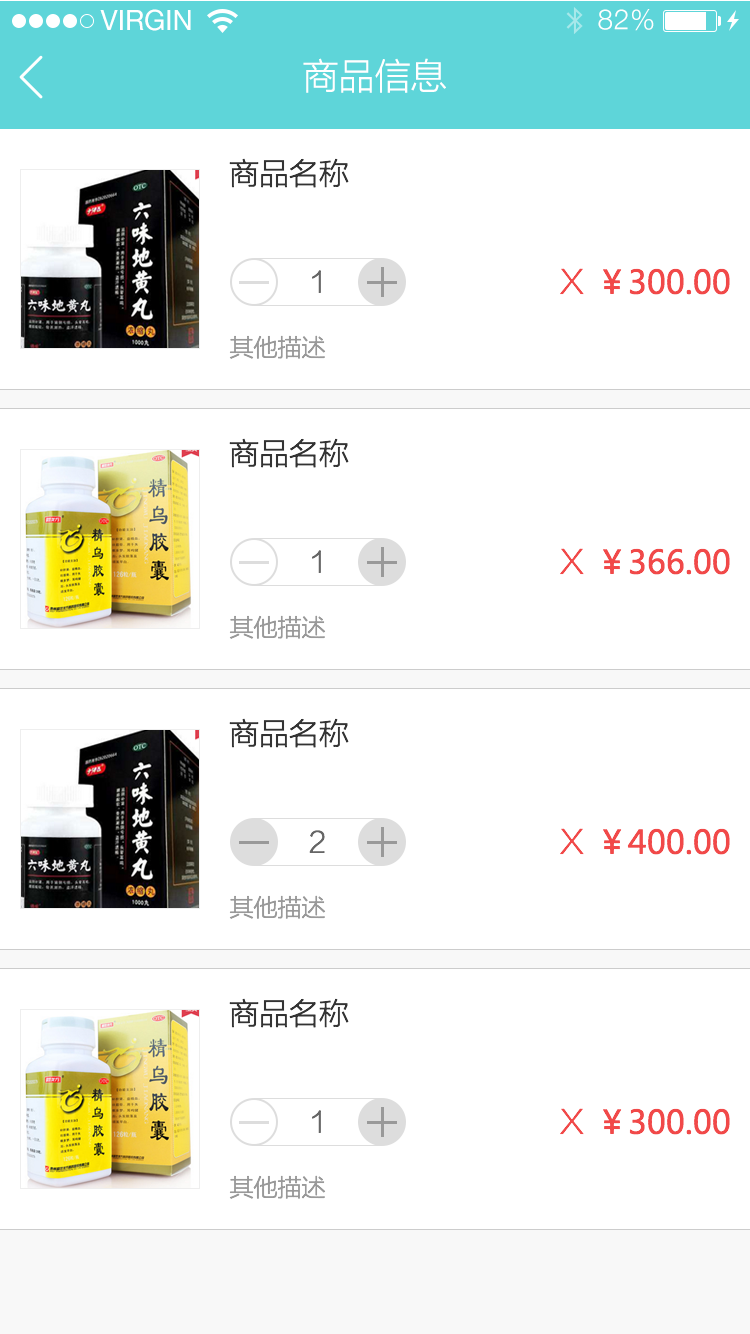 VIRGIN 82%
商品信息
商品名称
OTC
六味地黄丸
六味地黄丸
浓缩丸
1000丸
1
X ¥300.00
其他描述
商品名称
精乌胶囊
精乌胶囊
1
X ¥366.00
其他描述
商品名称
OTC
六味地黄丸
六味地黄丸
浓缩丸
1000丸
2
X ¥400.00
其他描述
商品名称
精乌胶囊
精乌胶囊
1
X ¥300.00
其他描述